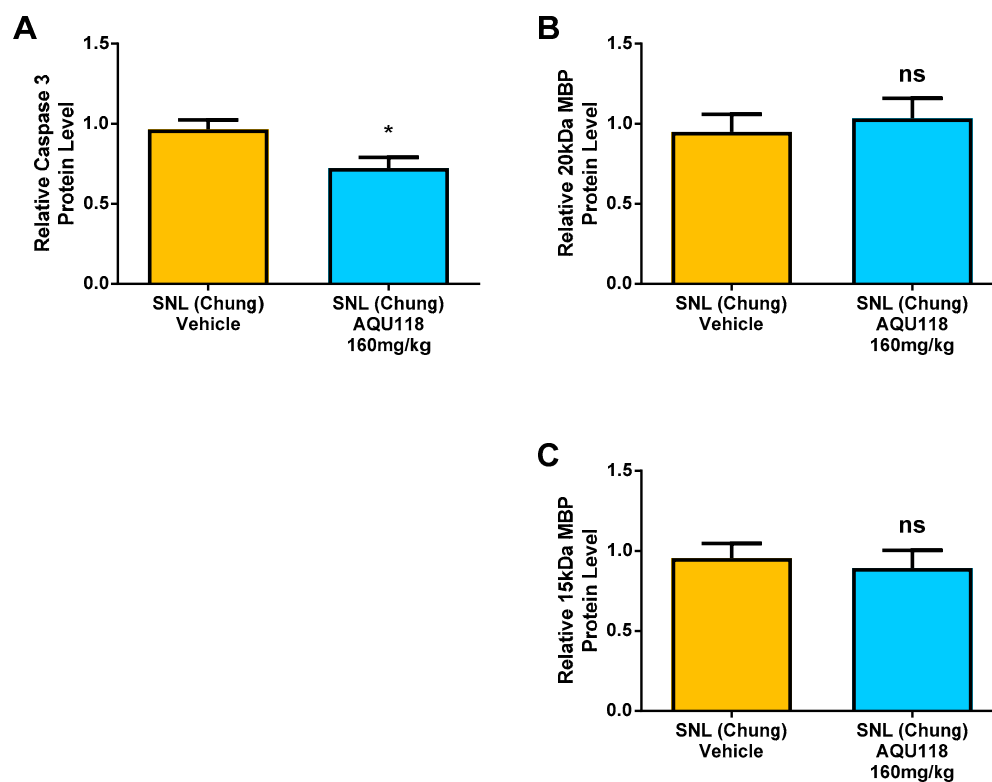 A
Relative Caspase 3
Protein Level
1.5
1.0
0.5
0.0
*
SNL (Chung)
Vehicle
SNL (Chung)
AQU118
160mg/kg
B
Relative 20kDa MBP
Protein Level
1.5
1.0
0.5
0.0
ns
SNL (Chung)
Vehicle
SNL (Chung)
AQU118
160mg/kg
C
Relative 15kDa MBP
Protein Level
1.5
1.0
0.5
0.0
ns
SNL (Chung)
Vehicle
SNL (Chung)
AQU118
160mg/kg